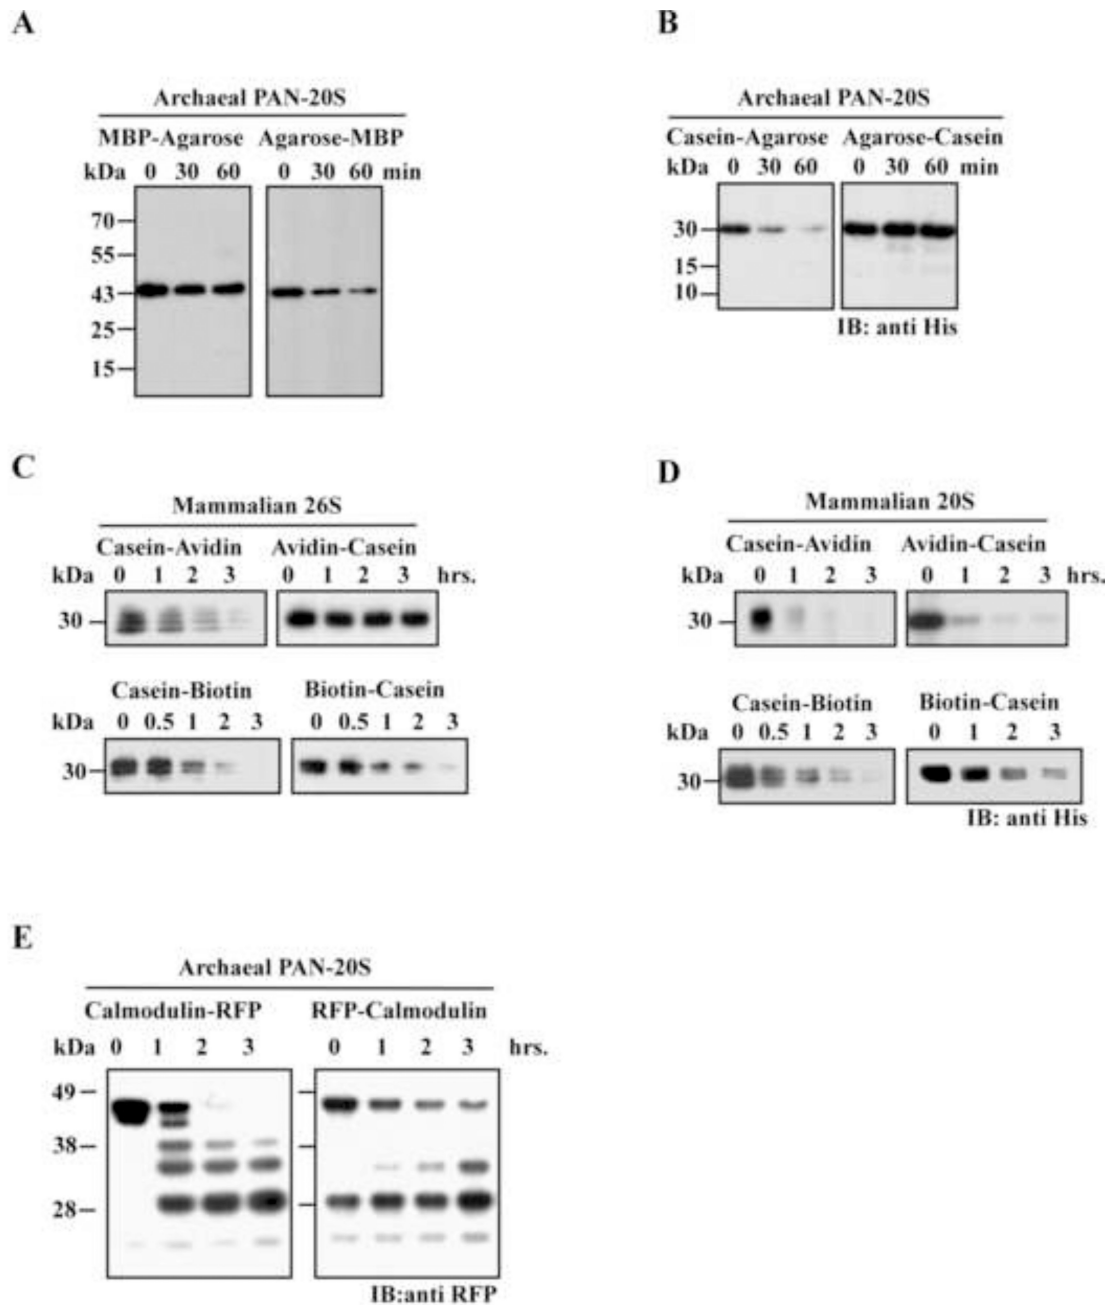 A
Archaeal PAN-20S
MBP-Agarose Agarose-MBP
kDa 0 30 60 0 30 60 min
70
55
43
25
15
B
Archaeal PAN-20S
Casein-Agarose Agarose-Casein
kDa 0 30 60 0 30 60 min
30
15
10
IB: anti His
C
Mammalian 26S
Casein-Avidin Avidin-Casein
kDa 0 1 2 3 0 1 2 3 hrs.
30
Casein-Biotin Biotin-Casein
kDa 0 0.5 1 2 3 0 0.5 1 2 3
30
D
Mammalian 20S
Casein-Avidin Avidin-Casein
kDa 0 1 2 3 0 1 2 3 hrs.
30
Casein-Biotin Biotin-Casein
kDa 0 0.5 1 2 3 0 1 2 3
30
IB: anti His
E
Archaeal PAN-20S
Calmodulin-RFP RFP-Calmodulin
kDa 0 1 2 3 0 1 2 3 hrs.
49
38
28
IB:anti RFP